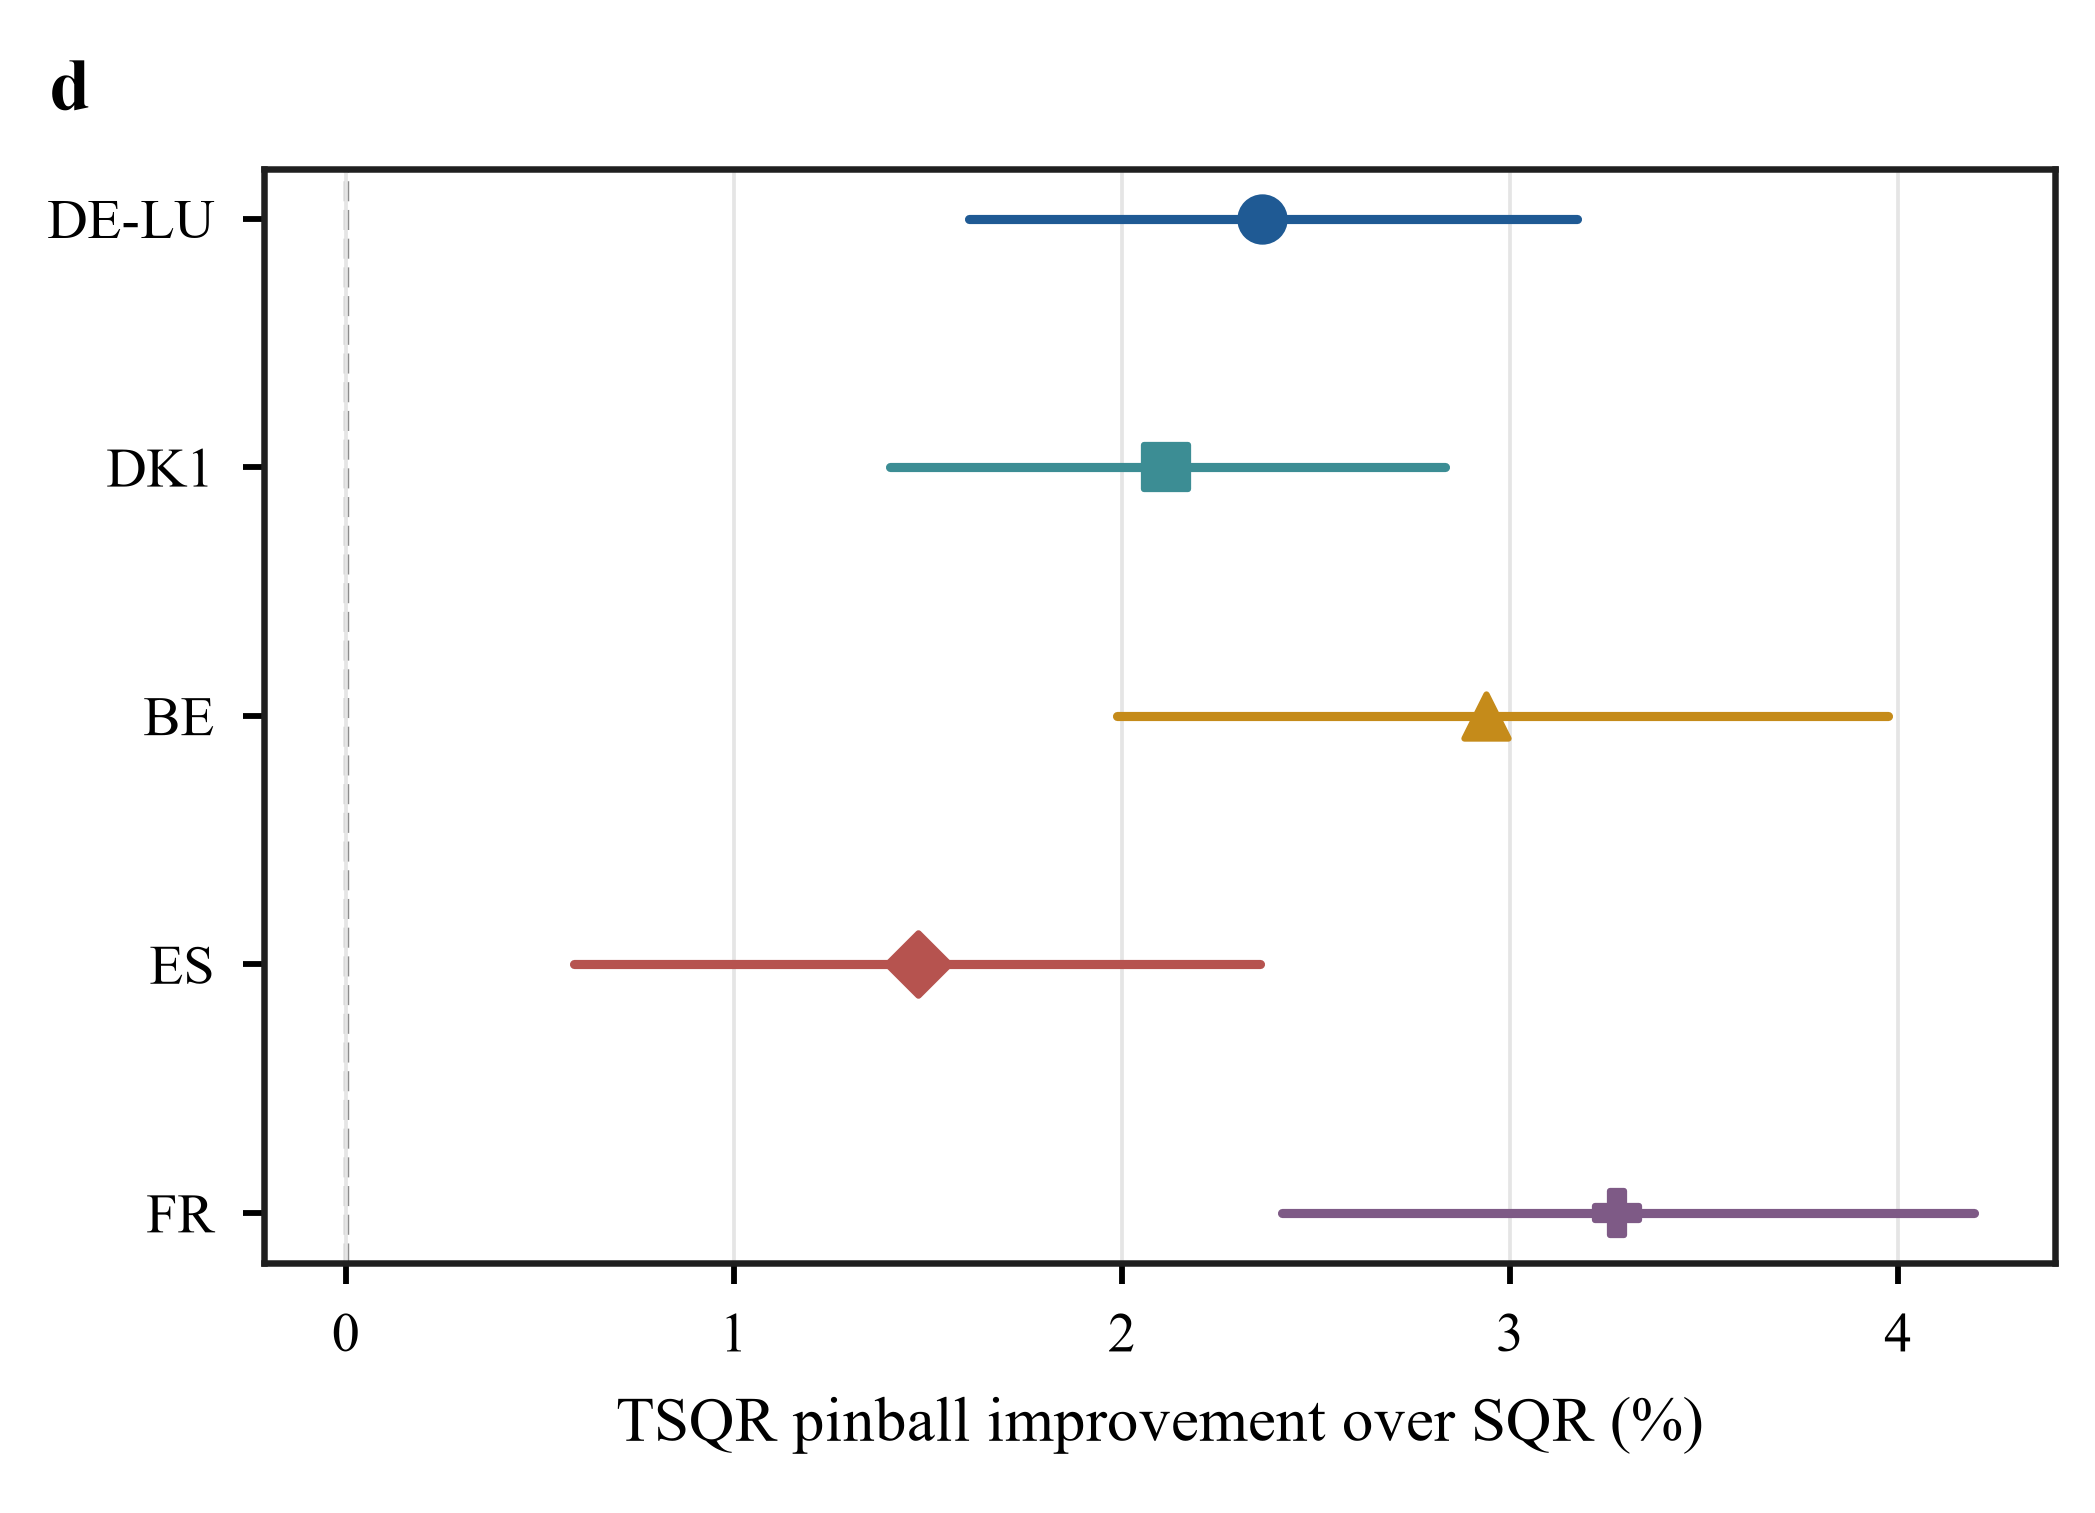 d
DE-LU
DK1
BE
ES
FR
0 1 2 3 4
TSQR pinball improvement over SQR (%)